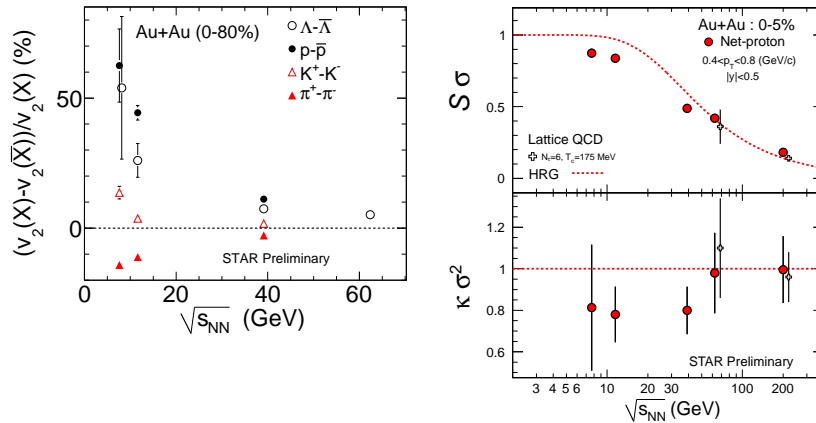 (v₂(X)-v₂(X̅))/v₂(X) (%)
50
0
Au+Au (0-80%)
Λ-Λ̅
p-p̅
K⁺-K⁻
π⁺-π⁻
STAR Preliminary
0 20 40 60
√s_NN (GeV)
S σ
1
0.5
0
Au+Au : 0-5%
Net-proton
0.4<p_T<0.8 (GeV/c)
|y|<0.5
Lattice QCD
N_τ=6, T_c=175 MeV
HRG
κ σ²
1.2
1
0.8
0.6
STAR Preliminary
2 3 4 5 6 10 20 30 100 200
√s_NN (GeV)